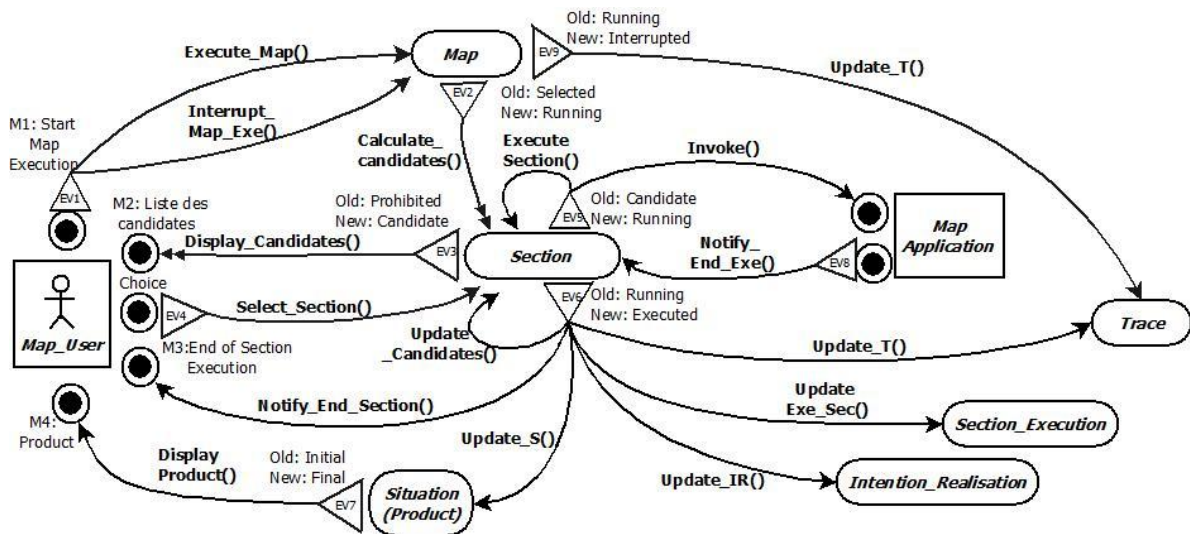 Old: Running
New: Interrupted
EV9
Execute_Map()
Map
Update_T()
EV2
Old: Selected
New: Running
Interrupt_
Map_Exe()
M1: Start
Map
Execution
EV1
Calculate_
candidates()
Execute
Section()
Invoke()
M2: Liste des
candidates
Old: Prohibited
New: Candidate
EV5
Old: Candidate
New: Running
Map
Application
Display_Candidates()
EV3
Section
Notify_
End_Exe()
EV8
Choice
EV4
Select_Section()
EV6
Old: Running
New: Executed
Map_User
Update
_Candidates()
Trace
M3:End of Section
Execution
Update_T()
Notify_End_Section()
Update
Exe_Sec()
Section_Execution
M4:
Product
Display
Product()
Old: Initial
New: Final
Update_S()
Update_IR()
Intention_Realisation
EV7
Situation
(Product)